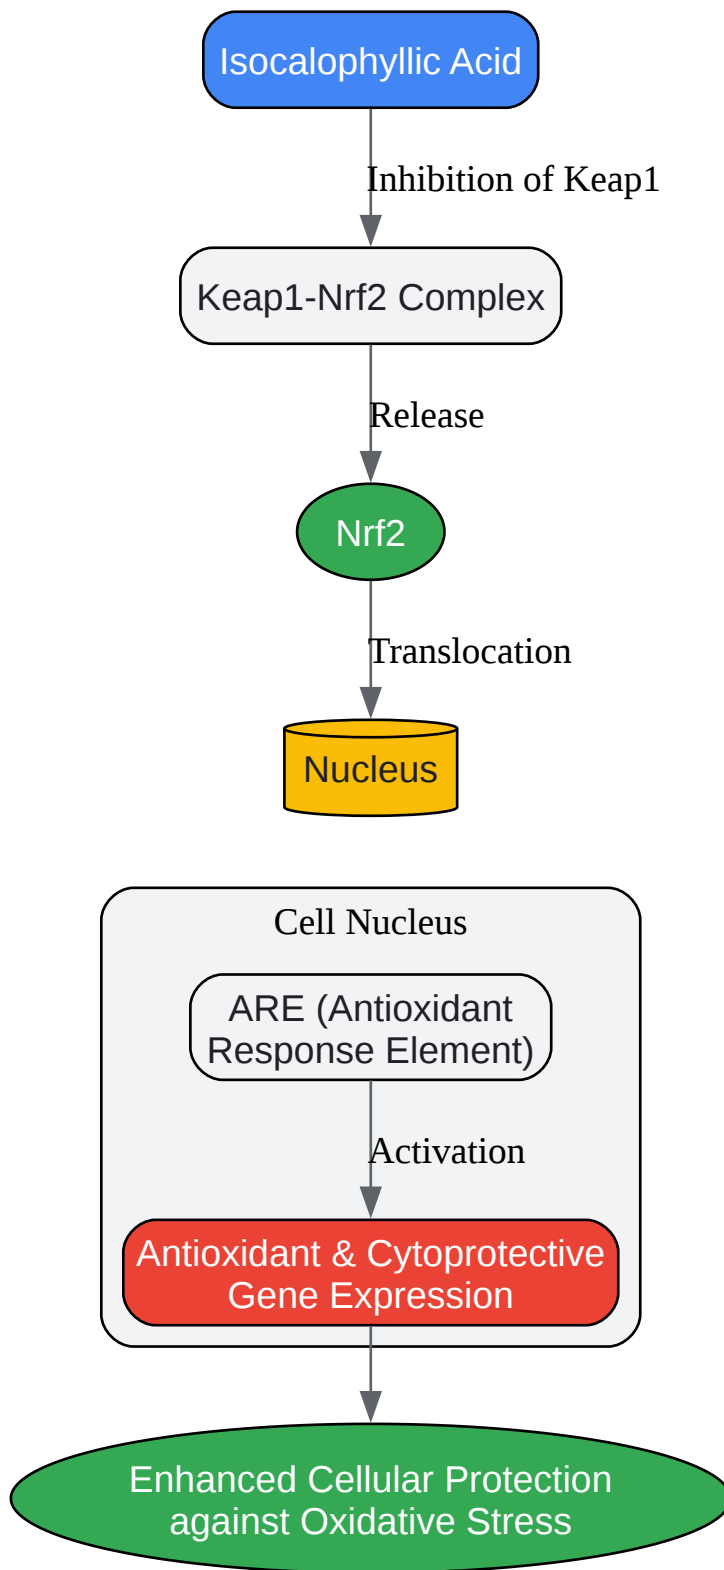 Isocalophyllic Acid
Inhibition of Keap1
Keap1-Nrf2 Complex
Release
Nrf2
Translocation
Nucleus
Cell Nucleus
ARE (Antioxidant
Response Element)
Activation
Antioxidant & Cytoprotective
Gene Expression
Enhanced Cellular Protection
against Oxidative Stress